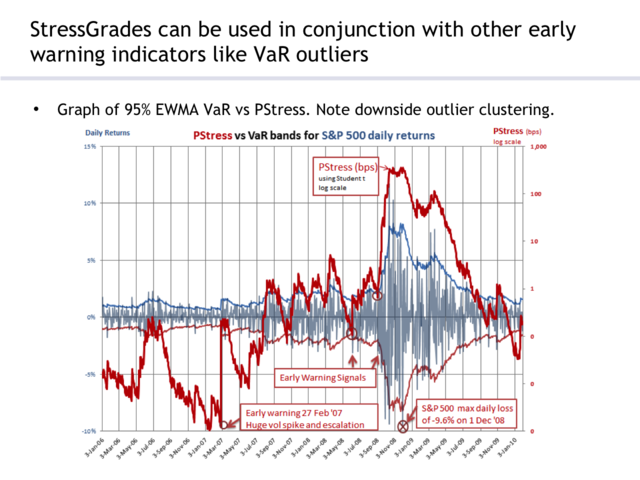 StressGrades can be used in conjunction with other early
warning indicators like VaR outliers
• Graph of 95% EWMA VaR vs PStress. Note downside outlier clustering.
Daily Returns
PStress vs VaR bands for S&P 500 daily returns
PStress (bps)
log scale
15%
10%
5%
0%
-5%
-10%
1,000
100
10
1
0
0
0
PStress (bps)
using Student t
log scale
Early Warning Signals
Early warning 27 Feb '07
Huge vol spike and escalation
S&P 500 max daily loss
of -9.6% on 1 Dec '08
3-Jan-06
3-Mar-06
3-May-06
3-Jul-06
3-Sep-06
3-Nov-06
3-Jan-07
3-Mar-07
3-May-07
3-Jul-07
3-Sep-07
3-Nov-07
3-Jan-08
3-Mar-08
3-May-08
3-Jul-08
3-Sep-08
3-Nov-08
3-Jan-09
3-Mar-09
3-May-09
3-Jul-09
3-Sep-09
3-Nov-09
3-Jan-10